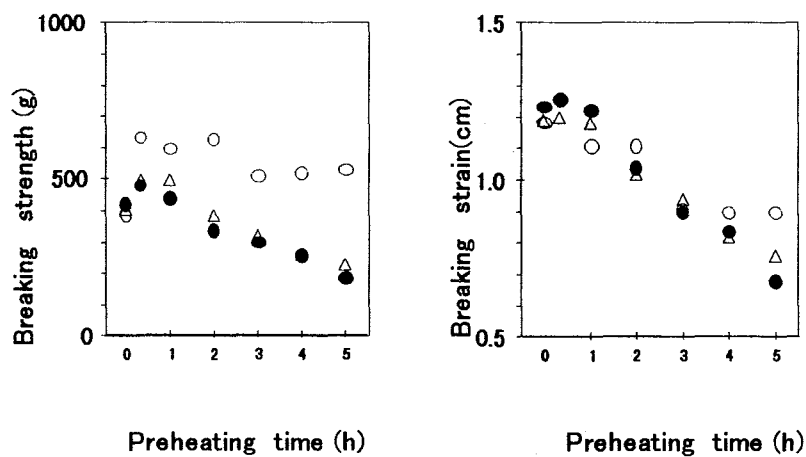 1000
500
0
Breaking strength (g)
0 1 2 3 4 5
Preheating time (h)
1.5
1.0
0.5
Breaking strain(cm)
0 1 2 3 4 5
Preheating time (h)